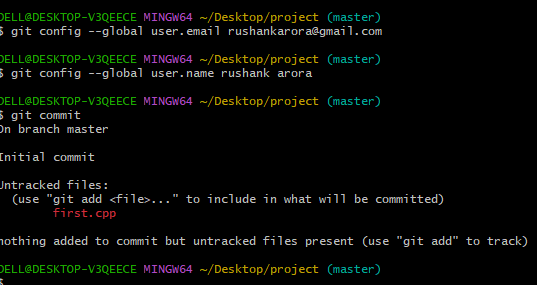 DELL@DESKTOP-V3QEECE MINGW64 ~/Desktop/project (master)
$ git config --global user.email rushankarora@gmail.com
DELL@DESKTOP-V3QEECE MINGW64 ~/Desktop/project (master)
$ git config --global user.name rushank arora
DELL@DESKTOP-V3QEECE MINGW64 ~/Desktop/project (master)
$ git commit
On branch master
Initial commit
Untracked files:
(use "git add <file>..." to include in what will be committed)
first.cpp
nothing added to commit but untracked files present (use "git add" to track)
DELL@DESKTOP-V3QEECE MINGW64 ~/Desktop/project (master)
$